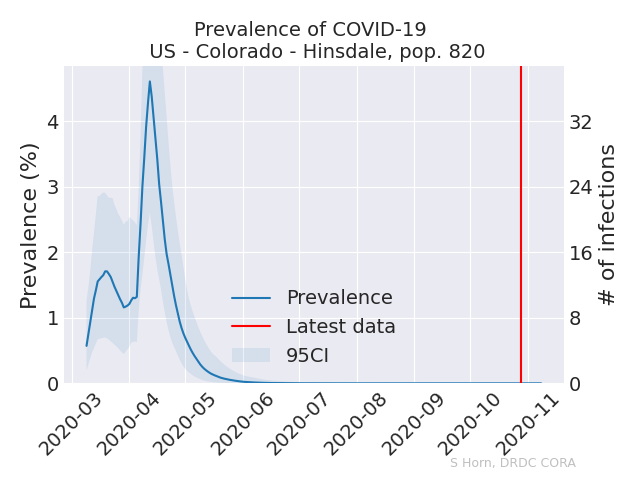 Prevalence of COVID-19
US - Colorado - Hinsdale, pop. 820
Prevalence (%)
4
3
2
1
0
32
24
16
8
0
# of infections
Prevalence
Latest data
95CI
2020-03
2020-04
2020-05
2020-06
2020-07
2020-08
2020-09
2020-10
2020-11
S Horn, DRDC CORA